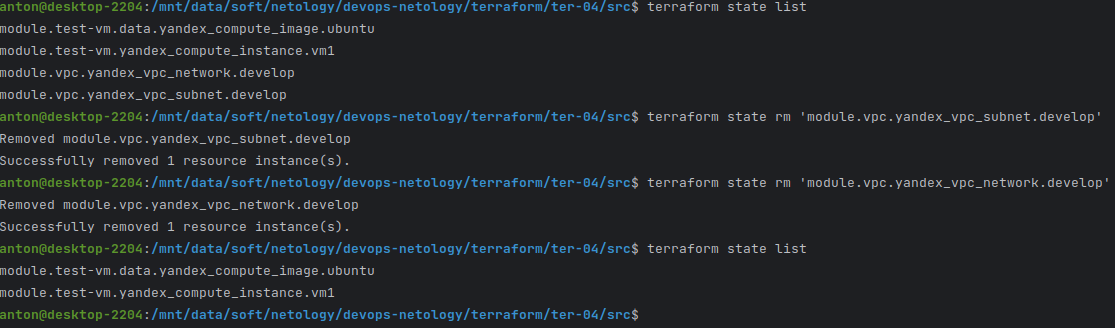 anton@desktop-2204:/mnt/data/soft/netology/devops-netology/terraform/ter-04/src$ terraform state list
module.test-vm.data.yandex_compute_image.ubuntu
module.test-vm.yandex_compute_instance.vm1
module.vpc.yandex_vpc_network.develop
module.vpc.yandex_vpc_subnet.develop
anton@desktop-2204:/mnt/data/soft/netology/devops-netology/terraform/ter-04/src$ terraform state rm 'module.vpc.yandex_vpc_subnet.develop'
Removed module.vpc.yandex_vpc_subnet.develop
Successfully removed 1 resource instance(s).
anton@desktop-2204:/mnt/data/soft/netology/devops-netology/terraform/ter-04/src$ terraform state rm 'module.vpc.yandex_vpc_network.develop'
Removed module.vpc.yandex_vpc_network.develop
Successfully removed 1 resource instance(s).
anton@desktop-2204:/mnt/data/soft/netology/devops-netology/terraform/ter-04/src$ terraform state list
module.test-vm.data.yandex_compute_image.ubuntu
module.test-vm.yandex_compute_instance.vm1
anton@desktop-2204:/mnt/data/soft/netology/devops-netology/terraform/ter-04/src$